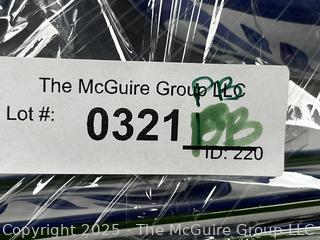 The McGuire Group LLC
PB
Lot #: 0321 BB
ID: 220
Copyright 2025 - The McGuire Group LLC